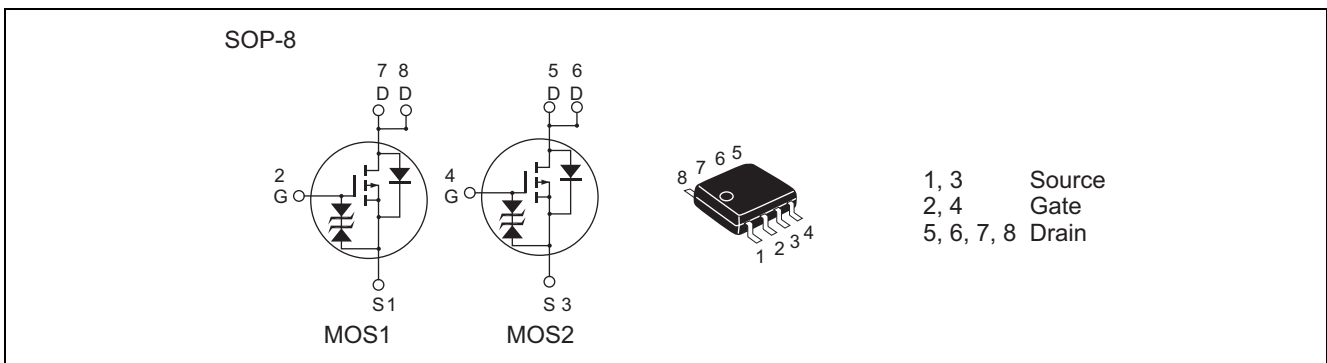 SOP-8
7 8
D D
2
G
S 1
MOS1
5 6
D D
4
G
S 3
MOS2
8 7 6 5
1 2 3 4
1, 3 Source
2, 4 Gate
5, 6, 7, 8 Drain